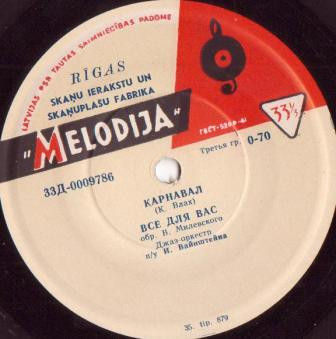 LATVIJAS PSR TAUTAS SAIMNIECĪBAS PADOME
RĪGAS
SKAŅU IERAKSTU UN
SKAŅUPLAŠU FABRIKA
"MELODIJA"
ГОСТ-5289-61
33⅓
Третья гр. 0-70
33Д-0009786
КАРНАВАЛ
(К. Влах)
ВСЕ ДЛЯ ВАС
обр. В. Милевского
Джаз-оркестр
п/у И. Вайнштейна
35. tip. 879